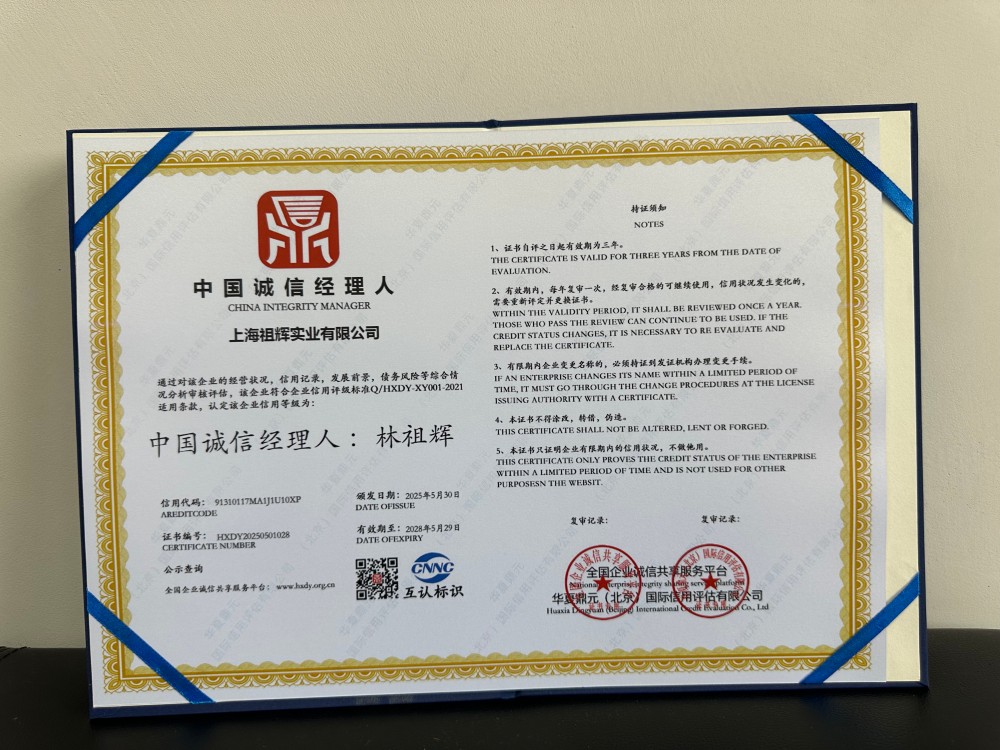 中国诚信经理人
CHINA INTEGRITY MANAGER
上海祖辉实业有限公司
通过对该企业的经营状况，信用记录，发展前景，债务风险等综合情
况分析审核评估，该企业符合企业信用评级标准Q/HXDY-XY001-2021
适用条款，认定该企业信用等级为：
中国诚信经理人：林祖辉
信用代码： 91310117MA1J1U10XP
AREDITCODE
证书编号： HXDY20250501028
CERTIFICATE NUMBER
公示查询
全国企业诚信共享服务平台： www.hxdy.org.cn
颁发日期：2025年5月30日
DATE OFISSUE
有效期至：2028年5月29日
DATE OFEXPIRY
CNNC
互认标识
持证须知
NOTES
1、证书自评之日起有效期为三年。
THE CERTIFICATE IS VALID FOR THREE YEARS FROM THE DATE OF
EVALUATION.
2、有效期内，每年复审一次，经复审合格的可继续使用，信用状况发生变化的，
需要重新评定并更换证书。
WITHIN THE VALIDITY PERIOD, IT SHALL BE REVIEWED ONCE A YEAR.
THOSE WHO PASS THE REVIEW CAN CONTINUE TO BE USED. IF THE
CREDIT STATUS CHANGES, IT IS NECESSARY TO RE EVALUATE AND
REPLACE THE CERTIFICATE.
3、有限期内企业变更名称的，必须持证到发证机构办理变更手续。
IF AN ENTERPRISE CHANGES ITS NAME WITHIN A LIMITED PERIOD OF
TIME, IT MUST GO THROUGH THE CHANGE PROCEDURES AT THE LICENSE
ISSUING AUTHORITY WITH A CERTIFICATE.
4、本证书不得涂改，转借，伪造。
THIS CERTIFICATE SHALL NOT BE ALTERED, LENT OR FORGED.
5、本证书只证明企业有限期内的信用状况，不做他用。
THIS CERTIFICATE ONLY PROVES THE CREDIT STATUS OF THE ENTERPRISE
WITHIN A LIMITED PERIOD OF TIME AND IS NOT USED FOR OTHER
PURPOSESN THE WEBSIT.
复审记录： 复审记录：
全国企业诚信共享服务平台
National enterprise integrity sharing service platform
华夏鼎元（北京）国际信用评估有限公司
Huaxia Dingyuan (Beijing) International Credit Evaluation Co., Ltd